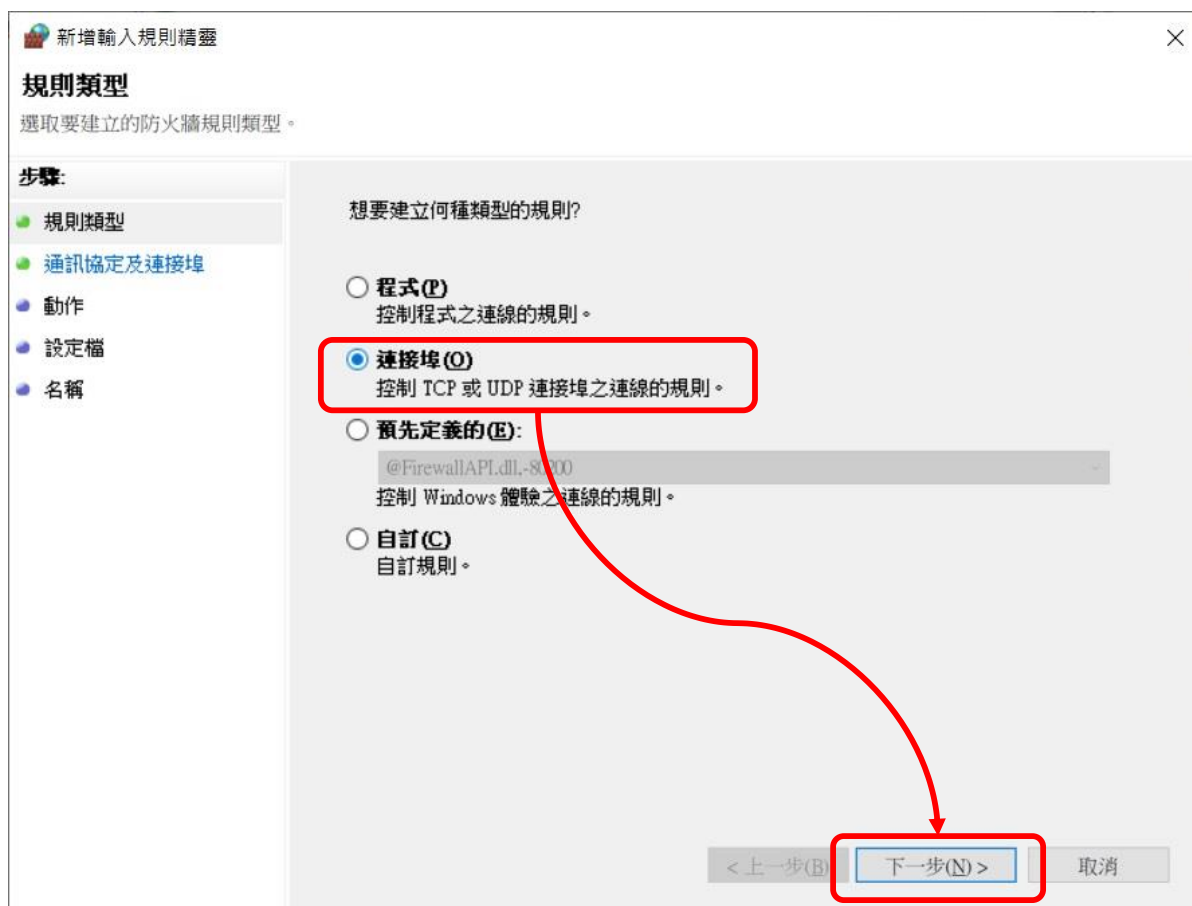 新增輸入規則精靈
規則類型
選取要建立的防火牆規則類型。
步驟:
規則類型
通訊協定及連接埠
動作
設定檔
名稱
想要建立何種類型的規則?
程式(P)
控制程式之連線的規則。
連接埠(O)
控制 TCP 或 UDP 連接埠之連線的規則。
預先定義的(E):
@FirewallAPI.dll,-80200
控制 Windows 體驗之連線的規則。
自訂(C)
自訂規則。
< 上一步(B)
下一步(N) >
取消